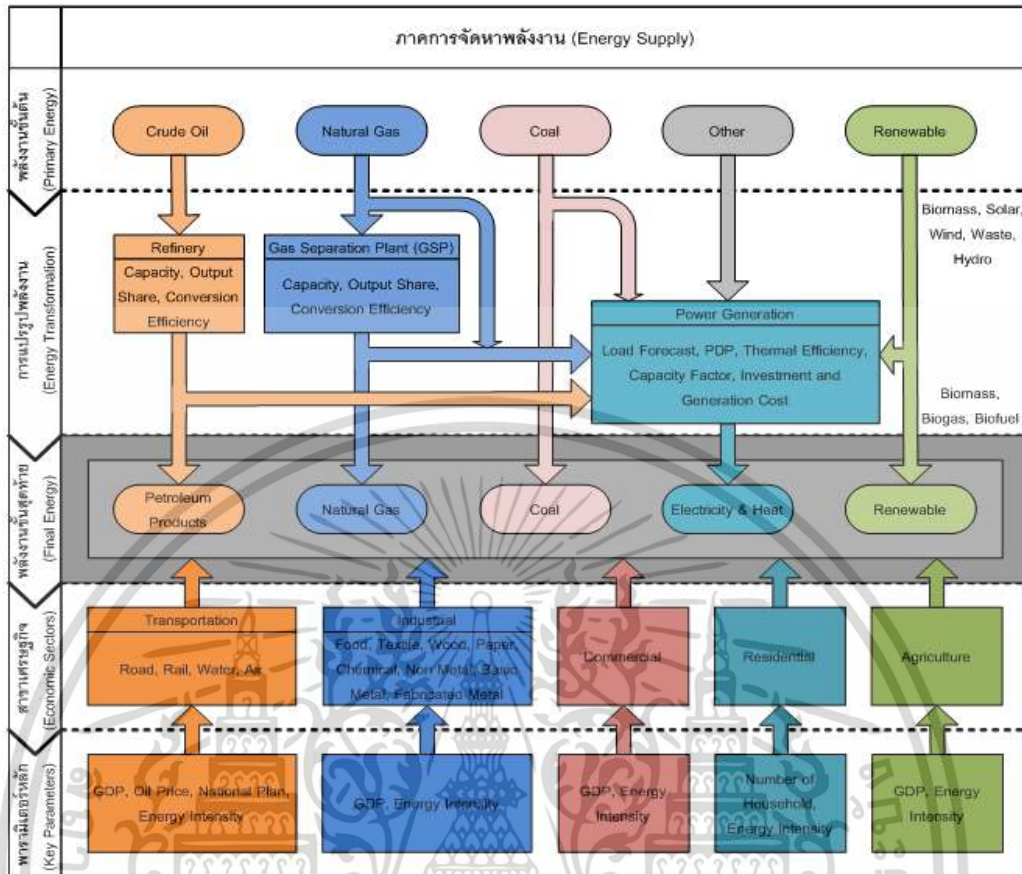 ภาคการจัดหาพลังงาน (Energy Supply)
พลังงานขั้นต้น
(Primary Energy)
Crude Oil
Natural Gas
Coal
Other
Renewable
การแปรรูปพลังงาน
(Energy Transformation)
Refinery
Capacity, Output
Share, Conversion
Efficiency
Gas Separation Plant (GSP)
Capacity, Output Share,
Conversion Efficiency
Power Generation
Load Forecast, PDP, Thermal Efficiency,
Capacity Factor, Investment and
Generation Cost
Biomass, Solar,
Wind, Waste,
Hydro
Biomass,
Biogas, Biofuel
พลังงานขั้นสุดท้าย
(Final Energy)
Petroleum
Products
Natural Gas
Coal
Electricity & Heat
Renewable
สาขาเศรษฐกิจ
(Economic Sectors)
Transportation
Road, Rail, Water, Air
Industrial
Food, Textile, Wood, Paper,
Chemical, Non Metal, Basic
Metal, Fabricated Metal
Commercial
Residential
Agriculture
พารามิเตอร์หลัก
(Key Parameters)
GDP, Oil Price, National Plan,
Energy Intensity
GDP, Energy Intensity
GDP, Energy
Intensity
Number of
Household,
Energy Intensity
GDP, Energy
Intensity